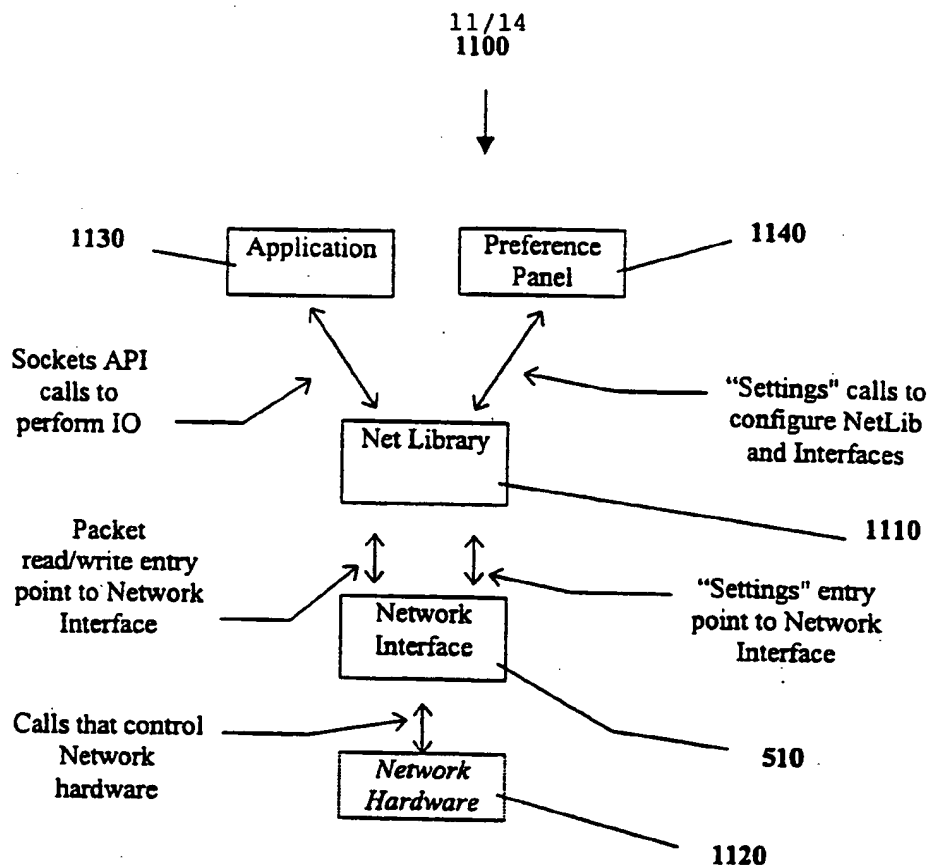 11/14
1100
1130
Application
Preference
Panel
1140
Sockets API
calls to
perform IO
"Settings" calls to
configure NetLib
and Interfaces
Net Library
1110
Packet
read/write entry
point to Network
Interface
"Settings" entry
point to Network
Interface
Network
Interface
510
Calls that control
Network
hardware
Network
Hardware
1120